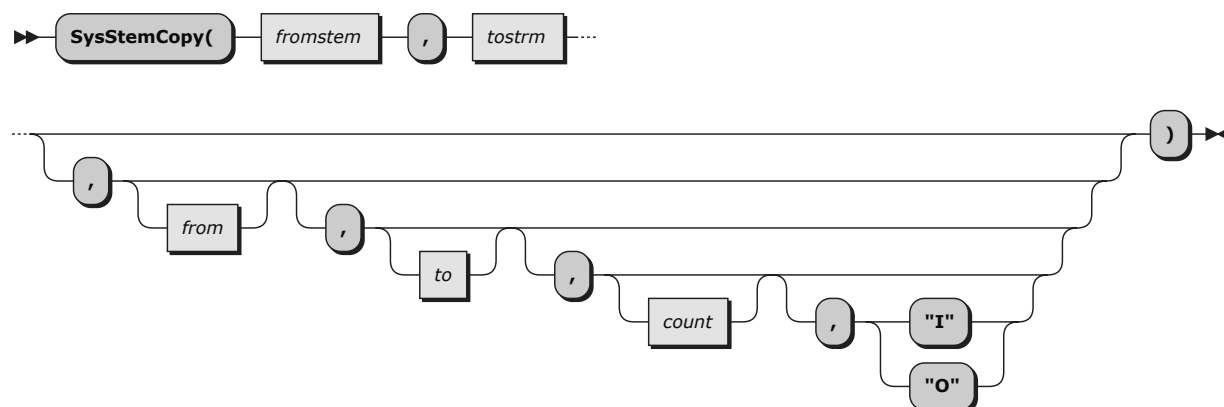 SysStemCopy( fromstem , tostrm
)
,
from ,
to ,
count , "I"
"O"